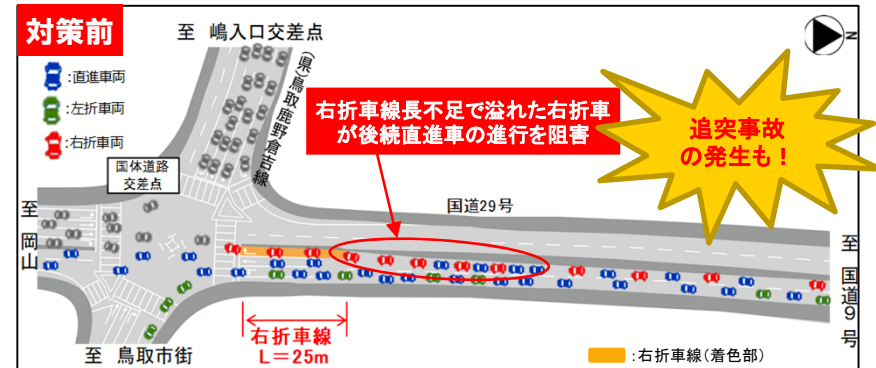 対策前
至 嶋入口交差点
N
:直進車両
:左折車両
:右折車両
(県)鳥取鹿野倉吉線
右折車線長不足で溢れた右折車
が後続直進車の進行を阻害
追突事故
の発生も!
国体道路
交差点
国道29号
至 岡山
至 国道9号
右折車線
L=25m
至 鳥取市街
:右折車線(着色部)